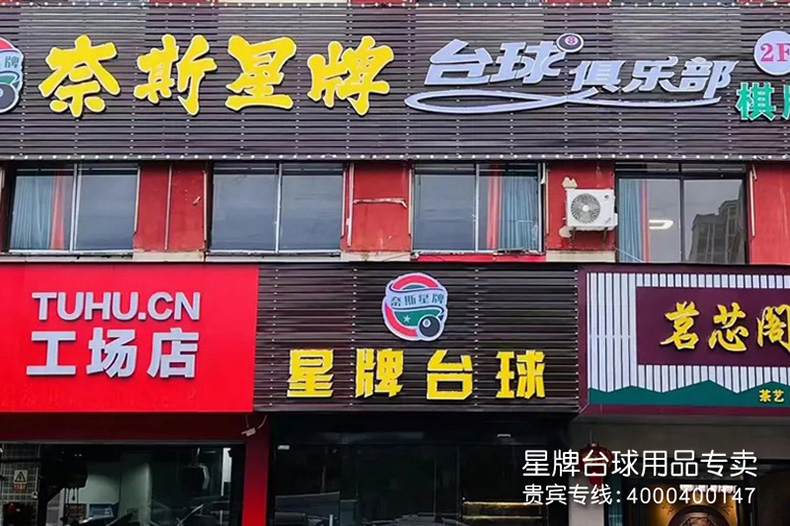 奈斯星牌 台球俱乐部 2F
棋
TUHU.CN
工场店
奈斯星牌
星牌台球
茗芯阁
茶艺
星牌台球用品专卖
贵宾专线:4000400147